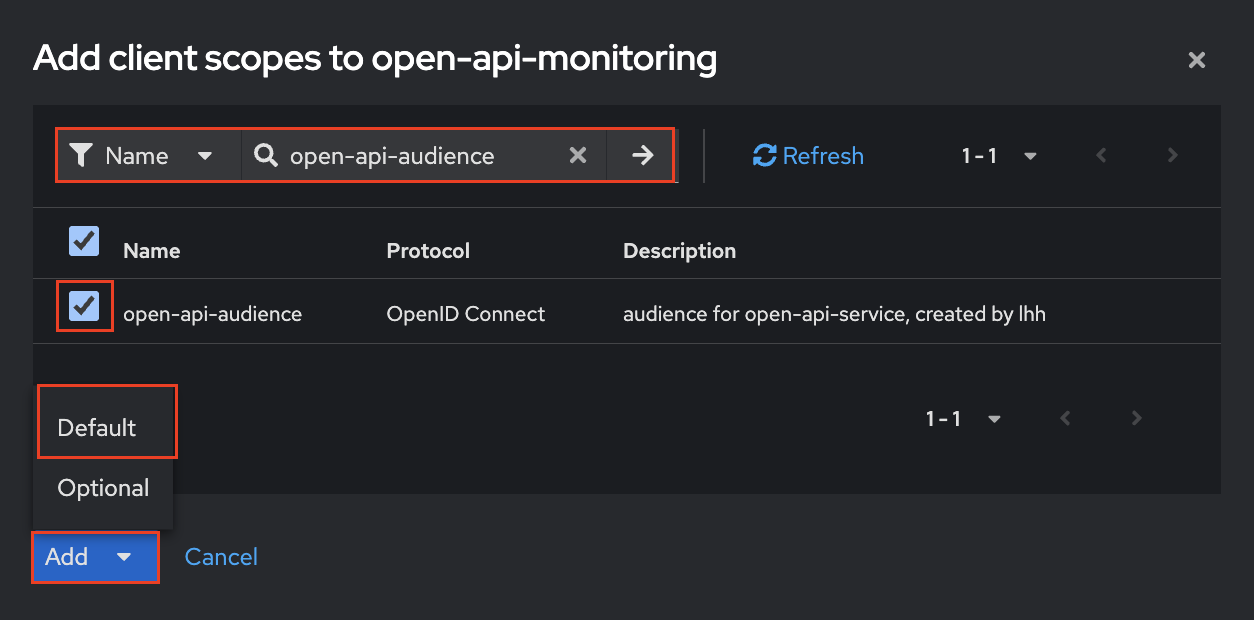 Add client scopes to open-api-monitoring
Name open-api-audience Refresh 1 - 1
Name Protocol Description
open-api-audience OpenID Connect audience for open-api-service, created by lhh
1 - 1
Default
Optional
Add Cancel